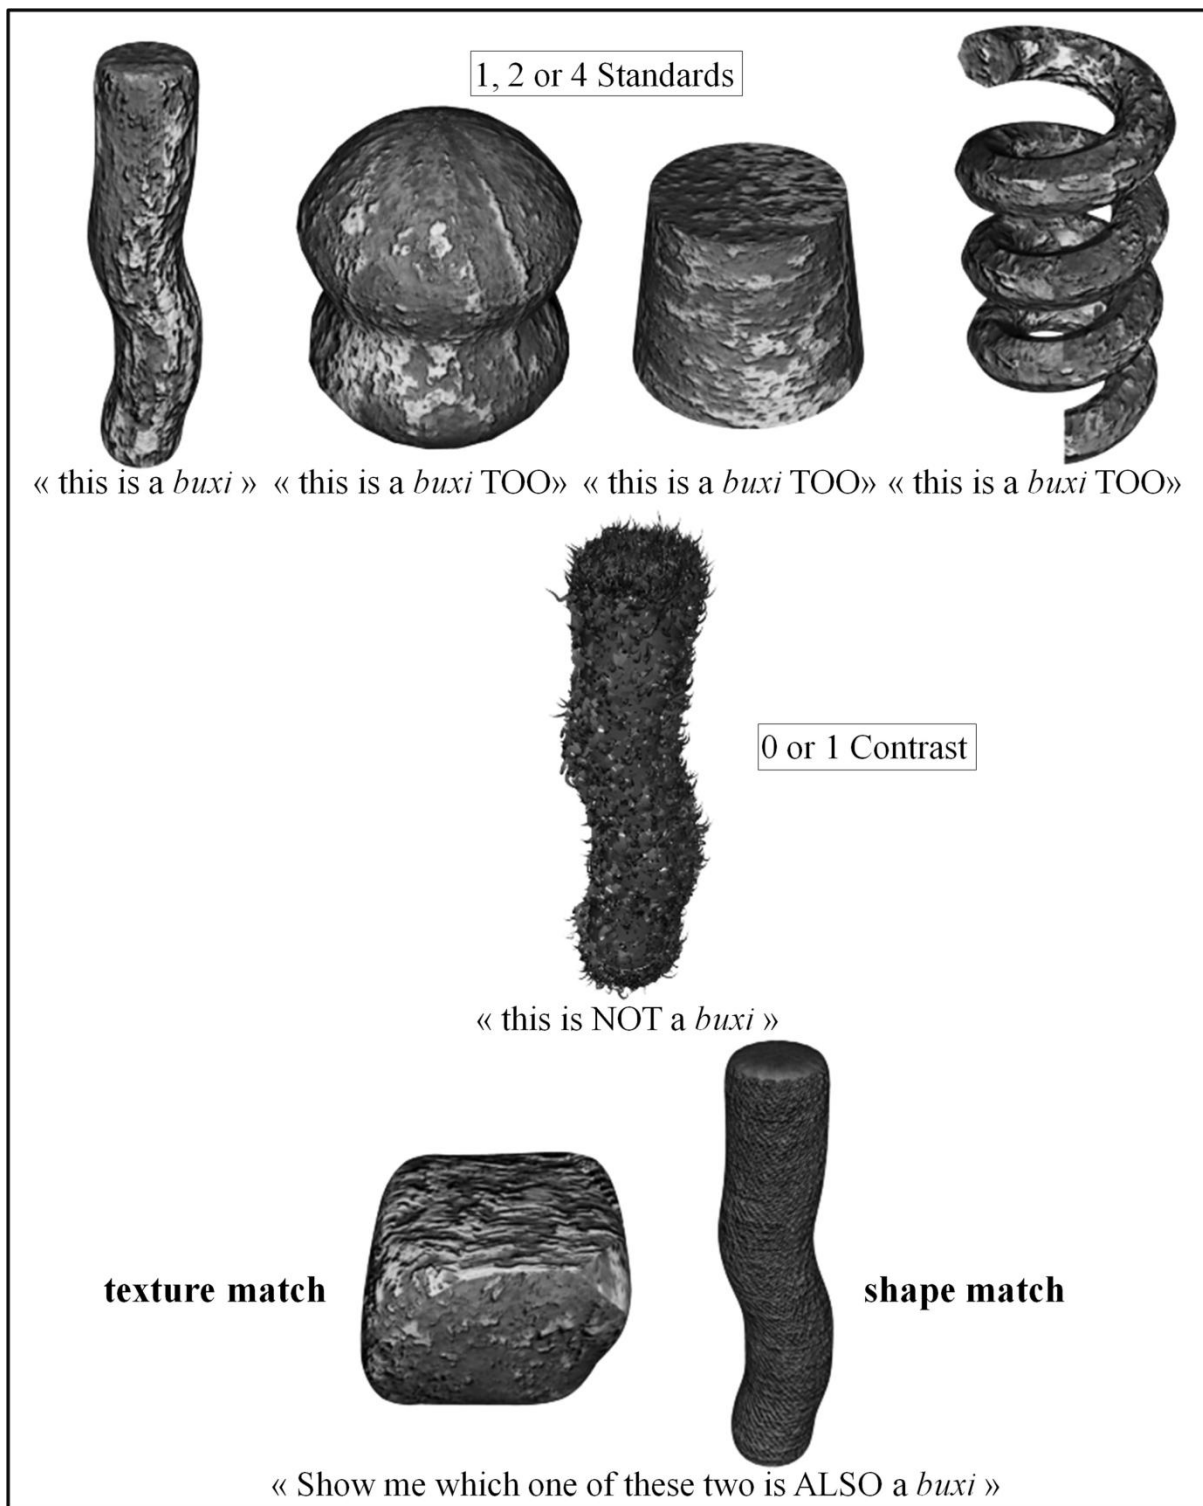 1, 2 or 4 Standards
« this is a buxi » « this is a buxi TOO» « this is a buxi TOO» « this is a buxi TOO»
0 or 1 Contrast
« this is NOT a buxi »
texture match
shape match
« Show me which one of these two is ALSO a buxi »